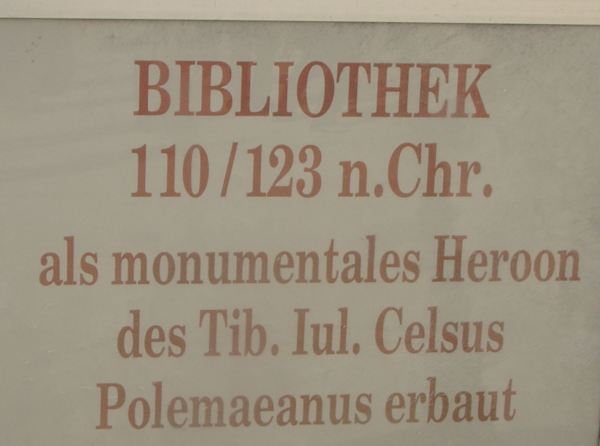 BIBLIOTHEK
110/123 n.Chr.
als monumentales Heroon
des Tib. Iul. Celsus
Polemaeanus erbaut